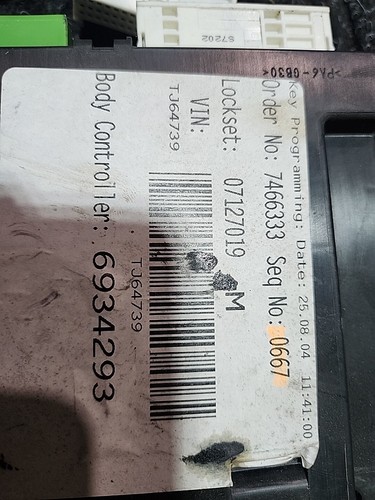 Key Programming: Date: 25.08.04 11:41:00
Order No: 7466333 Seq No: 0667
Lockset: 07127019 M
VIN:
TJ64739
TJ64739
Body Controller: 6934293
>PA6-GB30<
S7202